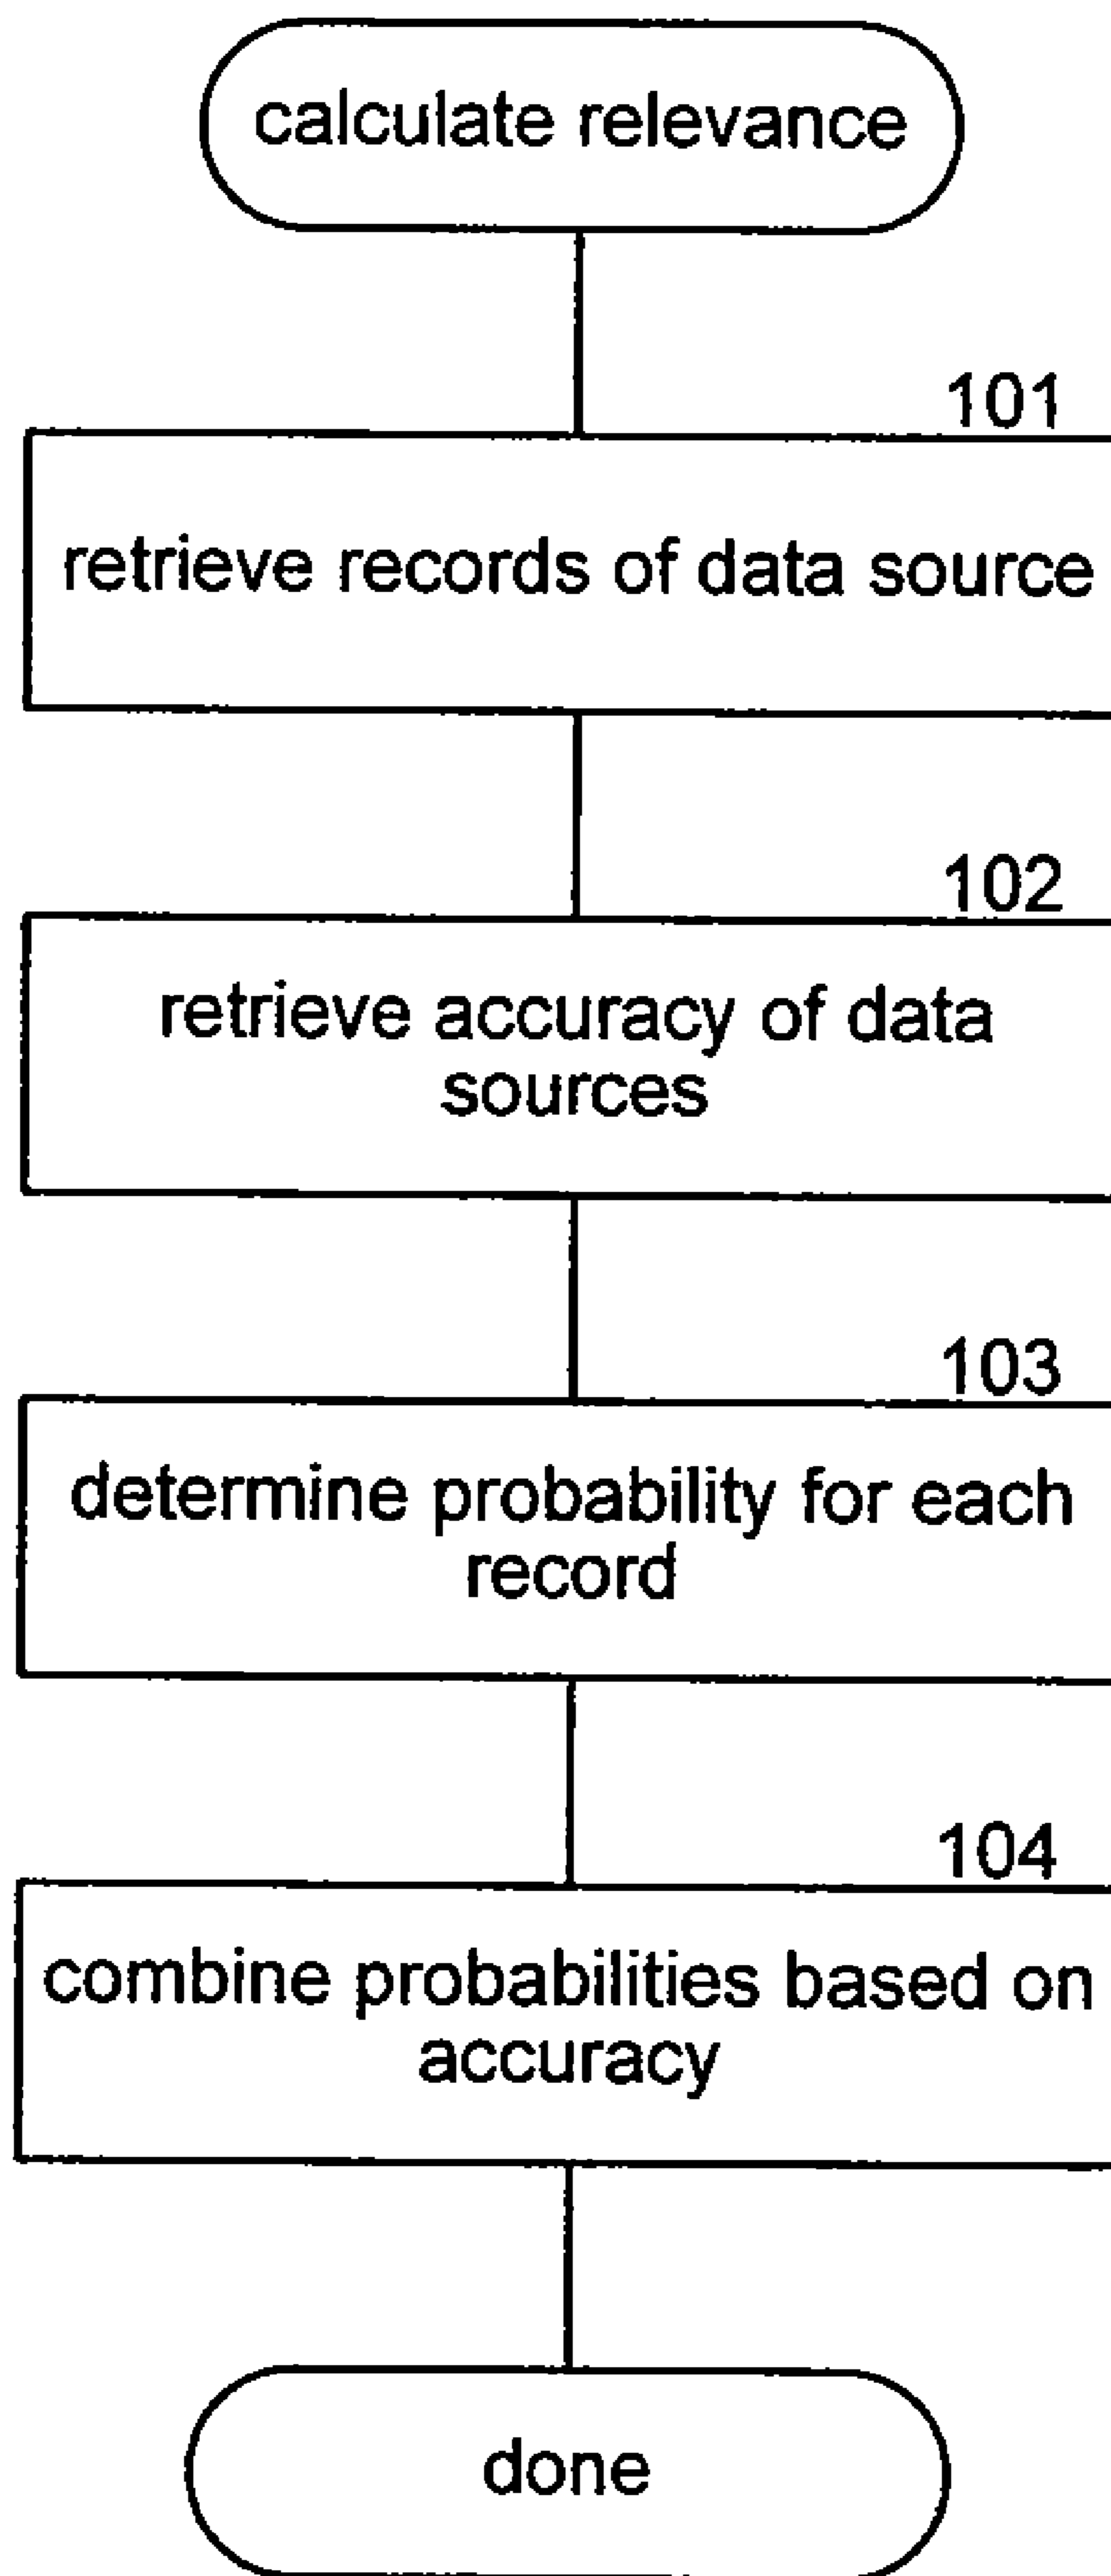 calculate relevance
101
retrieve records of data source
102
retrieve accuracy of data
sources
103
determine probability for each
record
104
combine probabilities based on
accuracy
done